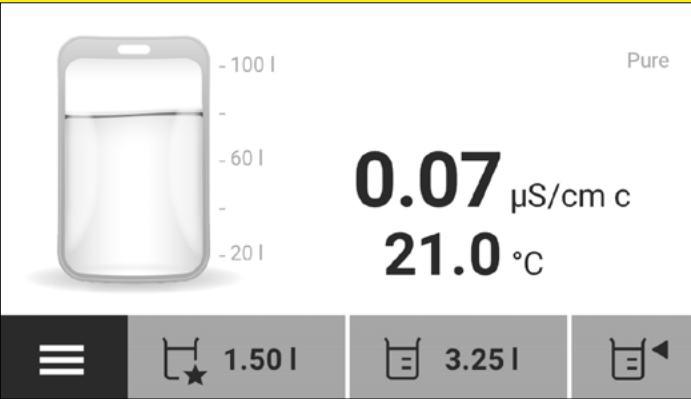 - 100 l
Pure
-
- 60 l
0.07 µS/cm c
-
21.0 °C
- 20 l
1.50 l
3.25 l